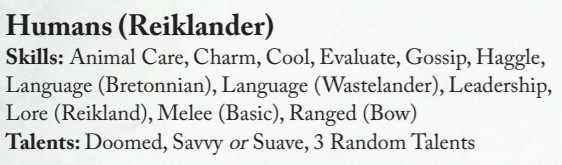 Humans (Reiklander)
Skills: Animal Care, Charm, Cool, Evaluate, Gossip, Haggle,
Language (Bretonnian), Language (Wastelander), Leadership,
Lore (Reikland), Melee (Basic), Ranged (Bow)
Talents: Doomed, Savvy or Suave, 3 Random Talents